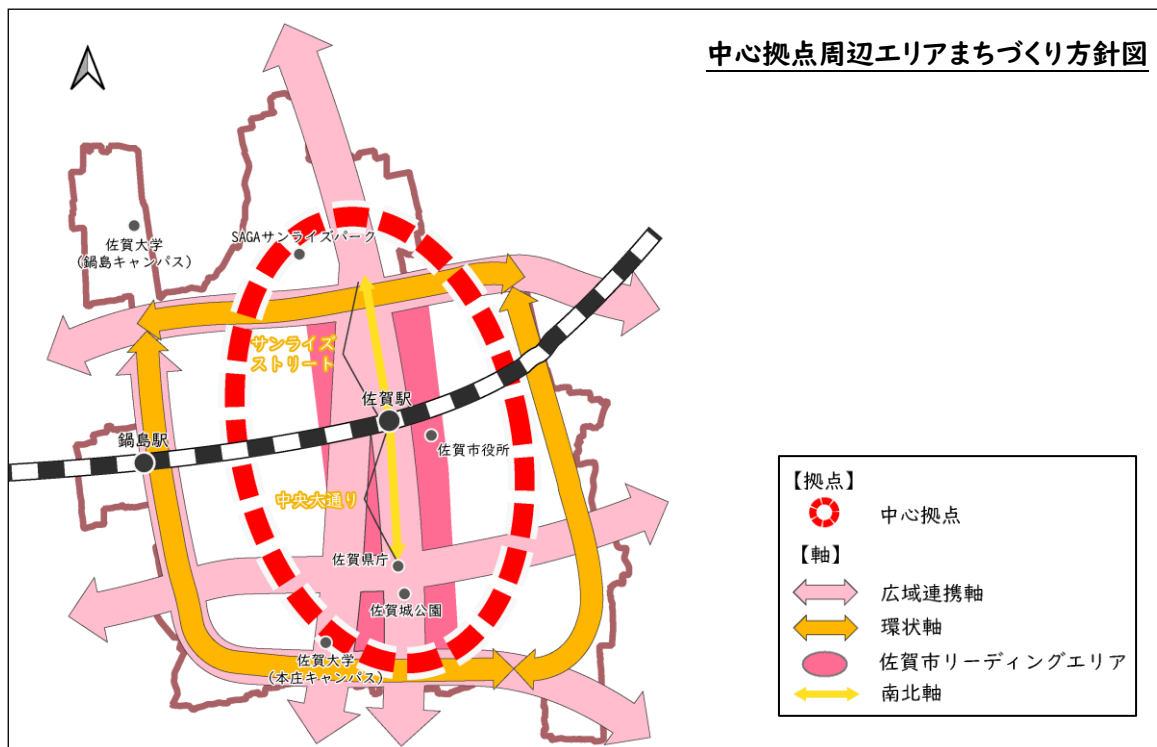 中心拠点周辺エリアまちづくり方針図
佐賀大学
(鍋島キャンパス)
SAGAサンライズパーク
サンライズ
ストリート
佐賀駅
鍋島駅
佐賀市役所
中央大通り
佐賀県庁
佐賀城公園
佐賀大学
(本庄キャンパス)
【拠点】
中心拠点
【軸】
広域連携軸
環状軸
佐賀市リーディングエリア
南北軸